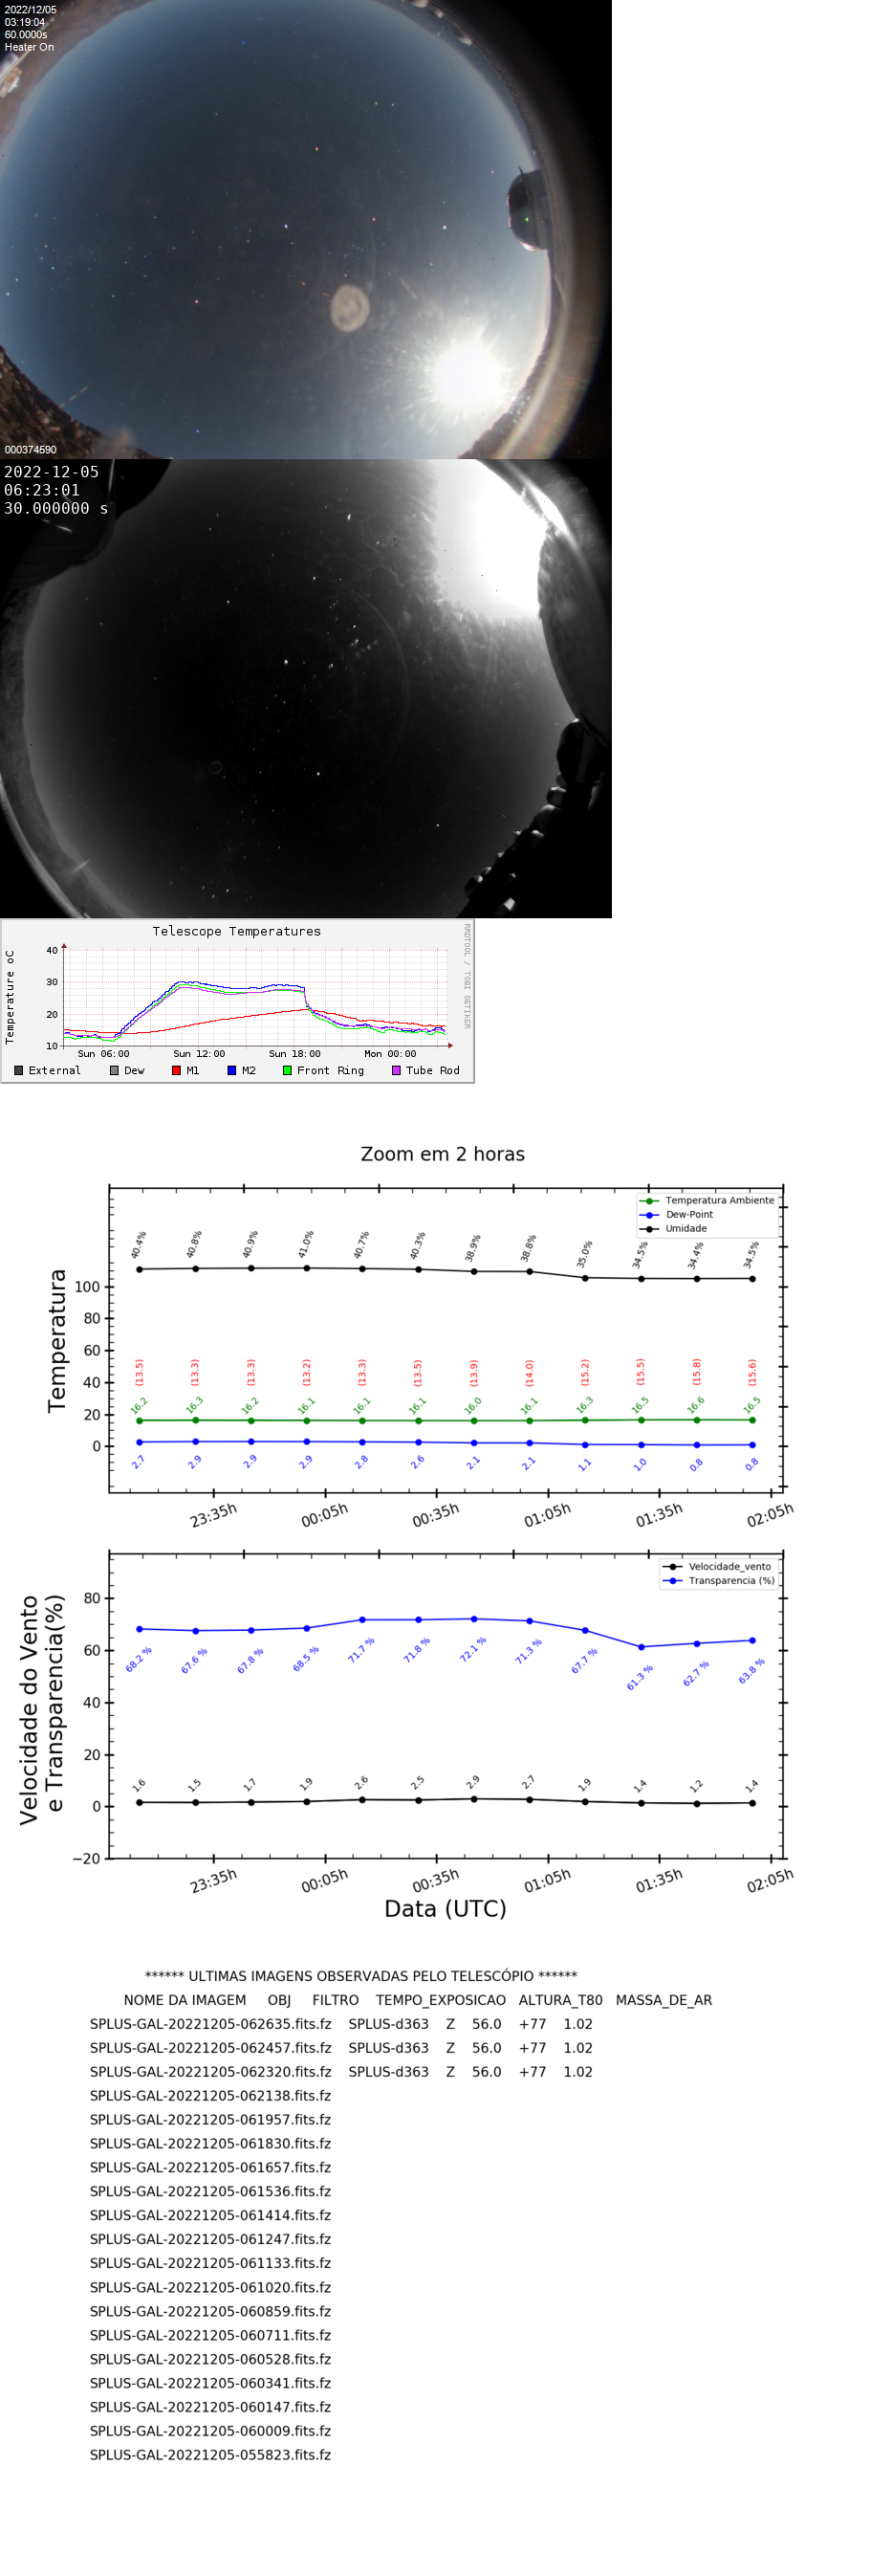 2022/12/05
03:19:04
60.0000s
Heater On
000374590
2022-12-05
06:23:01
30.000000 s
Telescope Temperatures
RRDTOOL / TOBI OETIKER
Temperature oC
40
30
20
10
Sun 06:00 Sun 12:00 Sun 18:00 Mon 00:00
External Dew M1 M2 Front Ring Tube Rod
Zoom em 2 horas
Temperatura Ambiente
Dew-Point
Umidade
40.4% 40.8% 40.9% 41.0% 40.7% 40.3% 38.9% 38.8% 35.0% 34.5% 34.4% 34.5%
Temperatura
100
80
60
40
20
0
(13.5) (13.3) (13.3) (13.2) (13.3) (13.5) (13.9) (14.0) (15.2) (15.5) (15.8) (15.6)
16.2 16.3 16.2 16.1 16.1 16.1 16.0 16.1 16.3 16.5 16.6 16.5
2.7 2.9 2.9 2.9 2.8 2.6 2.1 2.1 1.1 1.0 0.8 0.8
23:35h 00:05h 00:35h 01:05h 01:35h 02:05h
Velocidade_vento
Transparencia (%)
Velocidade do Vento
e Transparencia(%)
80
60
40
20
0
−20
68.2 % 67.6 % 67.8 % 68.5 % 71.7 % 71.8 % 72.1 % 71.3 % 67.7 % 61.3 % 62.7 % 63.8 %
1.6 1.5 1.7 1.9 2.6 2.5 2.9 2.7 1.9 1.4 1.2 1.4
23:35h 00:05h 00:35h 01:05h 01:35h 02:05h
Data (UTC)
****** ULTIMAS IMAGENS OBSERVADAS PELO TELESCÓPIO ******
NOME DA IMAGEM OBJ FILTRO TEMPO_EXPOSICAO ALTURA_T80 MASSA_DE_AR
SPLUS-GAL-20221205-062635.fits.fz SPLUS-d363 Z 56.0 +77 1.02
SPLUS-GAL-20221205-062457.fits.fz SPLUS-d363 Z 56.0 +77 1.02
SPLUS-GAL-20221205-062320.fits.fz SPLUS-d363 Z 56.0 +77 1.02
SPLUS-GAL-20221205-062138.fits.fz
SPLUS-GAL-20221205-061957.fits.fz
SPLUS-GAL-20221205-061830.fits.fz
SPLUS-GAL-20221205-061657.fits.fz
SPLUS-GAL-20221205-061536.fits.fz
SPLUS-GAL-20221205-061414.fits.fz
SPLUS-GAL-20221205-061247.fits.fz
SPLUS-GAL-20221205-061133.fits.fz
SPLUS-GAL-20221205-061020.fits.fz
SPLUS-GAL-20221205-060859.fits.fz
SPLUS-GAL-20221205-060711.fits.fz
SPLUS-GAL-20221205-060528.fits.fz
SPLUS-GAL-20221205-060341.fits.fz
SPLUS-GAL-20221205-060147.fits.fz
SPLUS-GAL-20221205-060009.fits.fz
SPLUS-GAL-20221205-055823.fits.fz